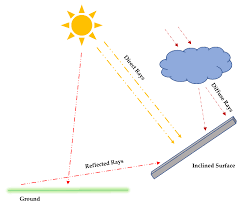 Direct Rays
Diffuse Rays
Reflected Rays
Inclined Surface
Ground